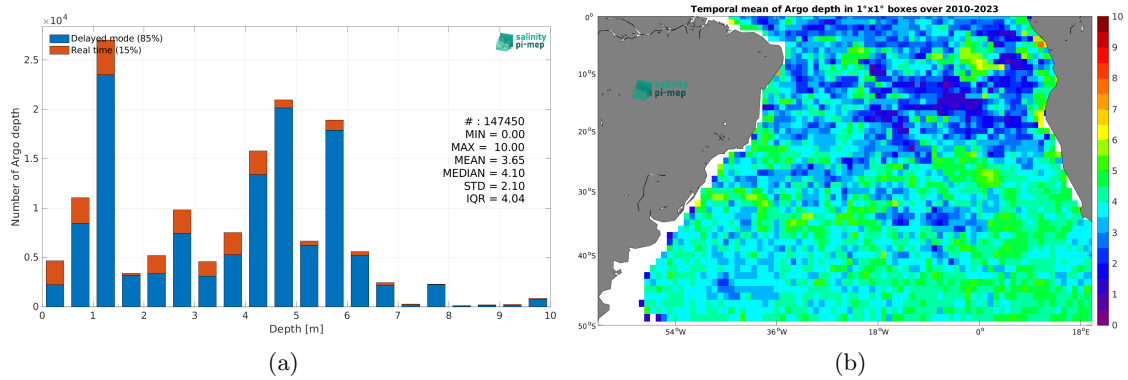 ×10⁴
Delayed mode (85%)
Real time (15%)
salinity
pi-mep
Number of Argo depth
2.5
2
1.5
1
0.5
0
# : 147450
MIN = 0.00
MAX = 10.00
MEAN = 3.65
MEDIAN = 4.10
STD = 2.10
IQR = 4.04
0 1 2 3 4 5 6 7 8 9 10
Depth [m]
(a)
Temporal mean of Argo depth in 1°x1° boxes over 2010-2023
salinity
pi-mep
0°
10°S
20°S
30°S
40°S
50°S
54°W 36°W 18°W 0° 18°E
10
9
8
7
6
5
4
3
2
1
0
(b)